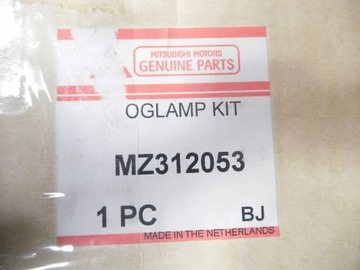 MITSUBISHI MOTORS
GENUINE PARTS
OGLAMP KIT
MZ312053
1 PC BJ
MADE IN THE NETHERLANDS